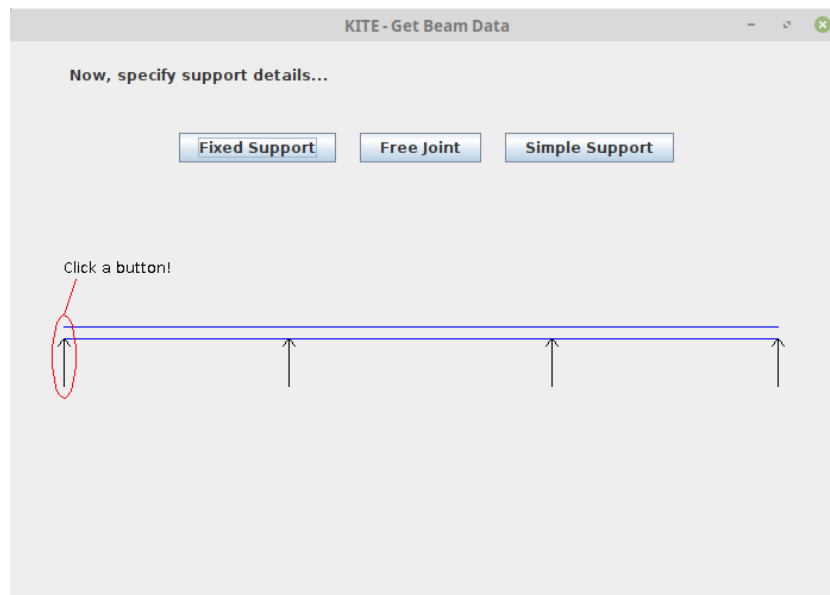 KITE - Get Beam Data
Now, specify support details...
Fixed Support Free Joint Simple Support
Click a button!